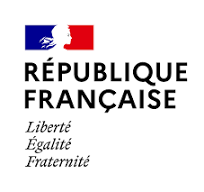 RÉPUBLIQUE
FRANÇAISE
Liberté
Égalité
Fraternité